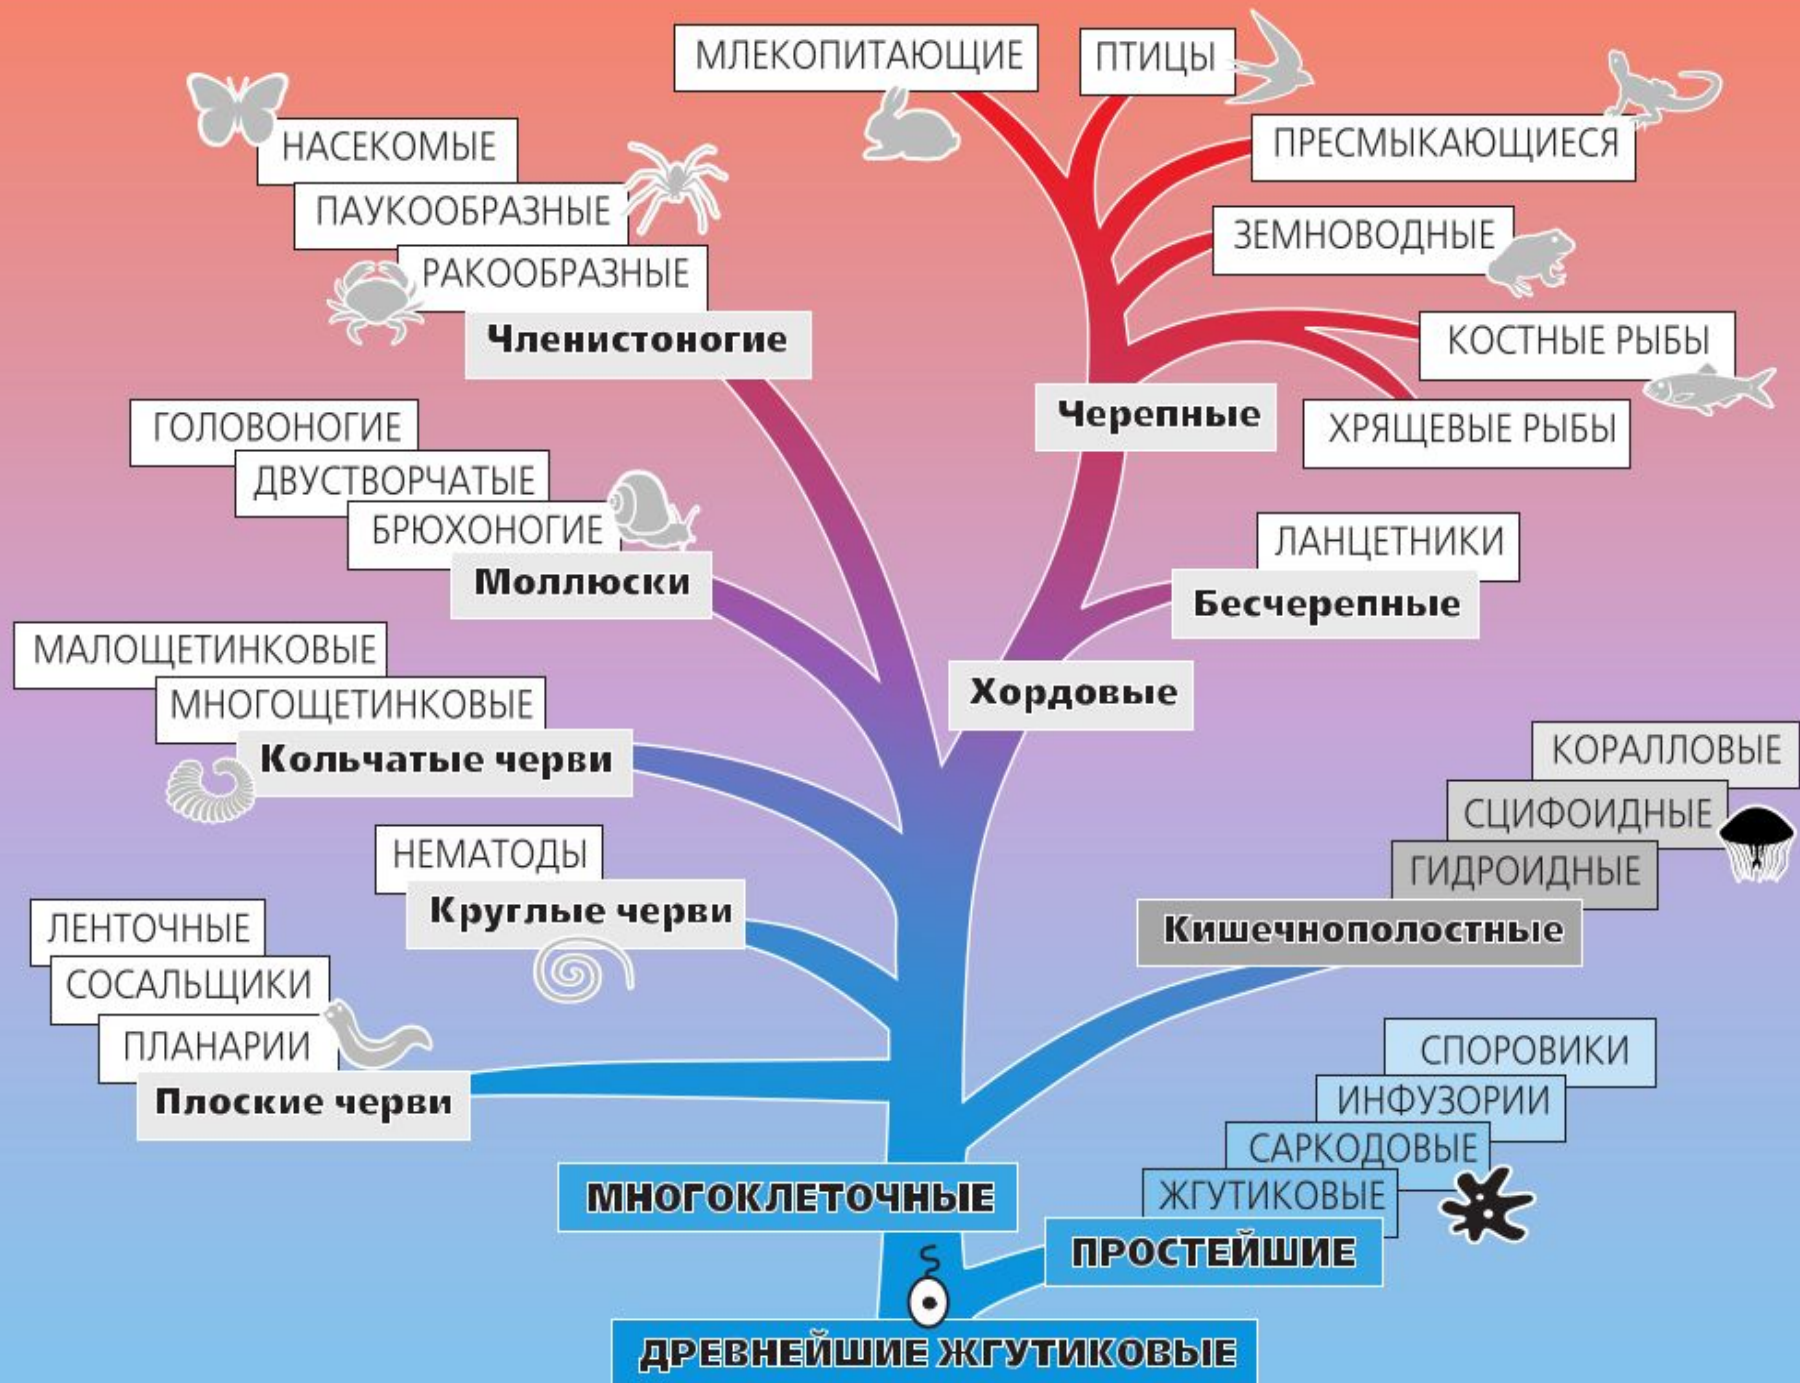 МЛЕКОПИТАЮЩИЕ
ПТИЦЫ
НАСЕКОМЫЕ
ПРЕСМЫКАЮЩИЕСЯ
ПАУКООБРАЗНЫЕ
ЗЕМНОВОДНЫЕ
РАКООБРАЗНЫЕ
Членистоногие
КОСТНЫЕ РЫБЫ
Черепные
ХРЯЩЕВЫЕ РЫБЫ
ГОЛОВОНОГИЕ
ДВУСТВОРЧАТЫЕ
БРЮХОНОГИЕ
Моллюски
ЛАНЦЕТНИКИ
Бесчерепные
МАЛОЩЕТИНКОВЫЕ
МНОГОЩЕТИНКОВЫЕ
Кольчатые черви
Хордовые
КОРАЛЛОВЫЕ
СЦИФОИДНЫЕ
ГИДРОИДНЫЕ
Кишечнополостные
НЕМАТОДЫ
Круглые черви
ЛЕНТОЧНЫЕ
СОСАЛЬЩИКИ
ПЛАНАРИИ
Плоские черви
СПОРОВИКИ
ИНФУЗОРИИ
САРКОДОВЫЕ
ЖГУТИКОВЫЕ
ПРОСТЕЙШИЕ
МНОГОКЛЕТОЧНЫЕ
ДРЕВНЕЙШИЕ ЖГУТИКОВЫЕ